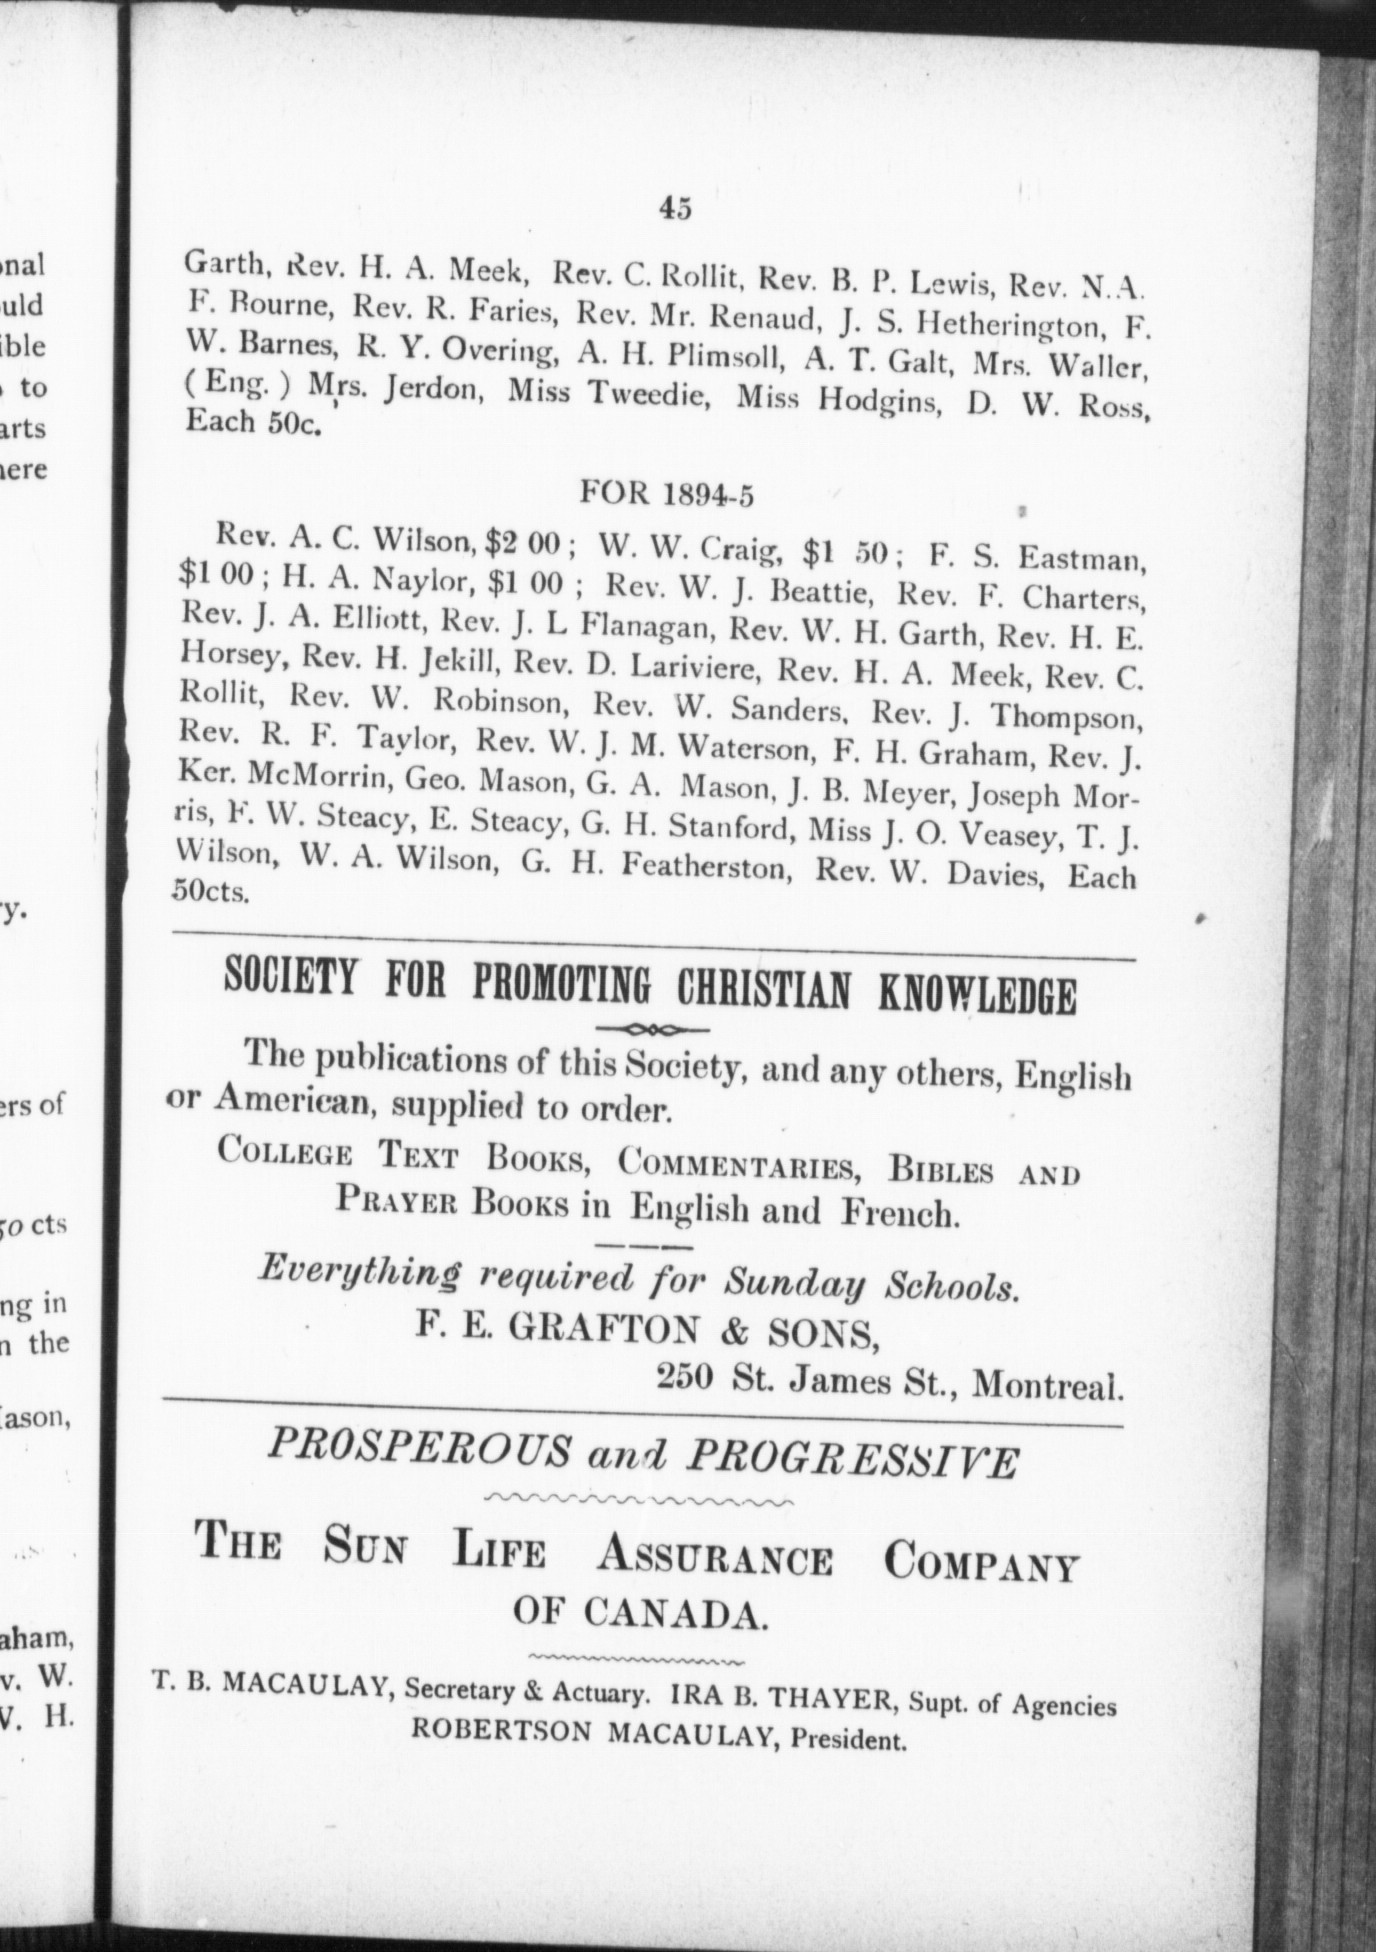 45
Garth, Rev. H. A. Meek, Rev. C. Rollit, Rev. B. P. Lewis, Rev. N. A.
F. Bourne, Rev. R. Faries, Rev. Mr. Renaud, J. S. Hetherington, F.
W. Barnes, R. Y. Overing, A. H. Plimsoll, A. T. Galt, Mrs. Waller,
( Eng. ) Mrs. Jerdon, Miss Tweedie, Miss Hodgins, D. W. Ross,
Each 50c.
FOR 1894-5
Rev. A. C. Wilson, $2 00 ; W. W. Craig, $1 50 ; F. S. Eastman,
$1 00 ; H. A. Naylor, $1 00 ; Rev. W. J. Beattie, Rev. F. Charters,
Rev. J. A. Elliott, Rev. J. L Flanagan, Rev. W. H. Garth, Rev. H. E.
Horsey, Rev. H. Jekill, Rev. D. Lariviere, Rev. H. A. Meek, Rev. C.
Rollit, Rev. W. Robinson, Rev. W. Sanders, Rev. J. Thompson,
Rev. R. F. Taylor, Rev. W. J. M. Waterson, F. H. Graham, Rev. J.
Ker. McMorrin, Geo. Mason, G. A. Mason, J. B. Meyer, Joseph Mor-
ris, F. W. Steacy, E. Steacy, G. H. Stanford, Miss J. O. Veasey, T. J.
Wilson, W. A. Wilson, G. H. Featherston, Rev. W. Davies, Each
50cts.
SOCIETY FOR PROMOTING CHRISTIAN KNOWLEDGE
The publications of this Society, and any others, English
or American, supplied to order.
COLLEGE TEXT BOOKS, COMMENTARIES, BIBLES AND
PRAYER BOOKS in English and French.
Everything required for Sunday Schools.
F. E. GRAFTON & SONS,
250 St. James St., Montreal.
PROSPEROUS and PROGRESSIVE
THE SUN LIFE ASSURANCE COMPANY
OF CANADA.
T. B. MACAULAY, Secretary & Actuary. IRA B. THAYER, Supt. of Agencies
ROBERTSON MACAULAY, President.